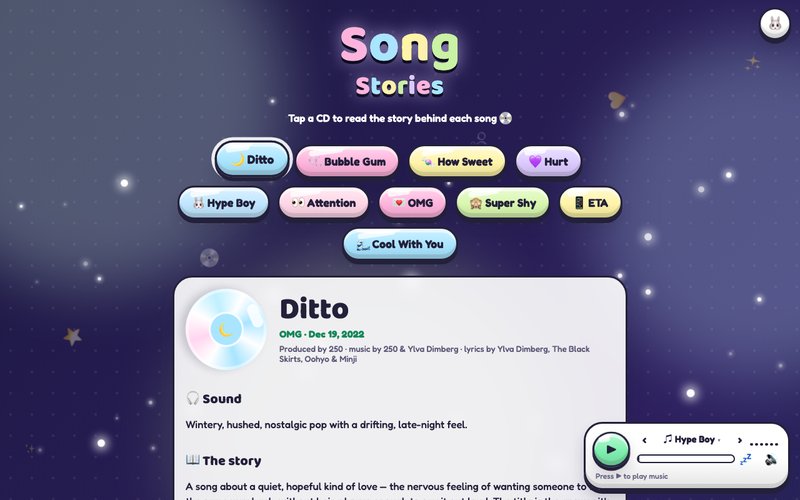 Song
Stories
Tap a CD to read the story behind each song
Ditto
Bubble Gum
How Sweet
Hurt
Hype Boy
Attention
OMG
Super Shy
ETA
Cool With You
Ditto
OMG · Dec 19, 2022
Produced by 250 · music by 250 & Ylva Dimberg · lyrics by Ylva Dimberg, The Black
Skirts, Oohyo & Minji
Sound
Wintery, hushed, nostalgic pop with a drifting, late-night feel.
The story
A song about a quiet, hopeful kind of love — the nervous feeling of wanting someone to
Hype Boy ·
Press ▶ to play music